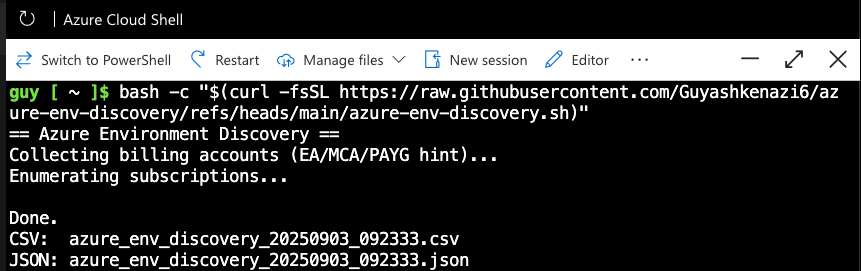 Azure Cloud Shell
Switch to PowerShell Restart Manage files New session Editor ...
guy [ ~ ]$ bash -c "$(curl -fsSL https://raw.githubusercontent.com/Guyashkenazi6/az
ure-env-discovery/refs/heads/main/azure-env-discovery.sh)"
== Azure Environment Discovery ==
Collecting billing accounts (EA/MCA/PAYG hint)...
Enumerating subscriptions...
Done.
CSV:  azure_env_discovery_20250903_092333.csv
JSON: azure_env_discovery_20250903_092333.json